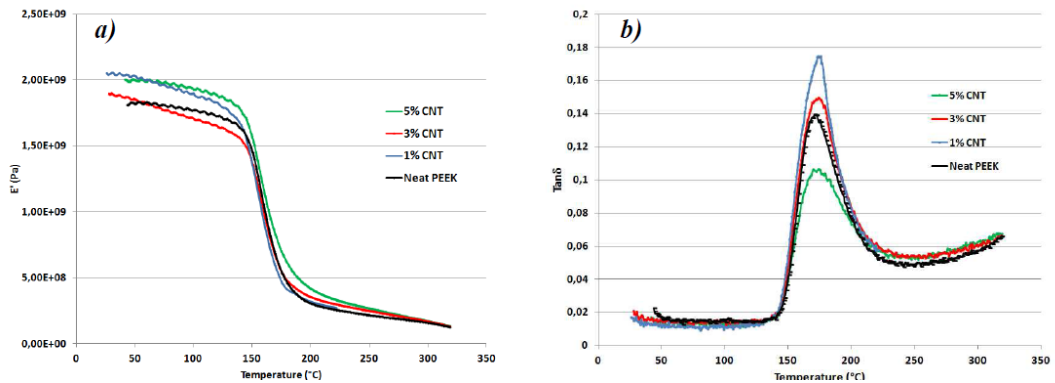 a)
2,50E+09
2,00E+09
1,50E+09
1,00E+09
5,00E+08
0,00E+00
E' (Pa)
0 50 100 150 200 250 300 350
Temperature (°C)
5% CNT
3% CNT
1% CNT
Neat PEEK
b)
0,2
0,18
0,16
0,14
0,12
0,1
0,08
0,06
0,04
0,02
0
Tanδ
0 50 100 150 200 250 300 350
Temperature (°C)
5% CNT
3% CNT
1% CNT
Neat PEEK